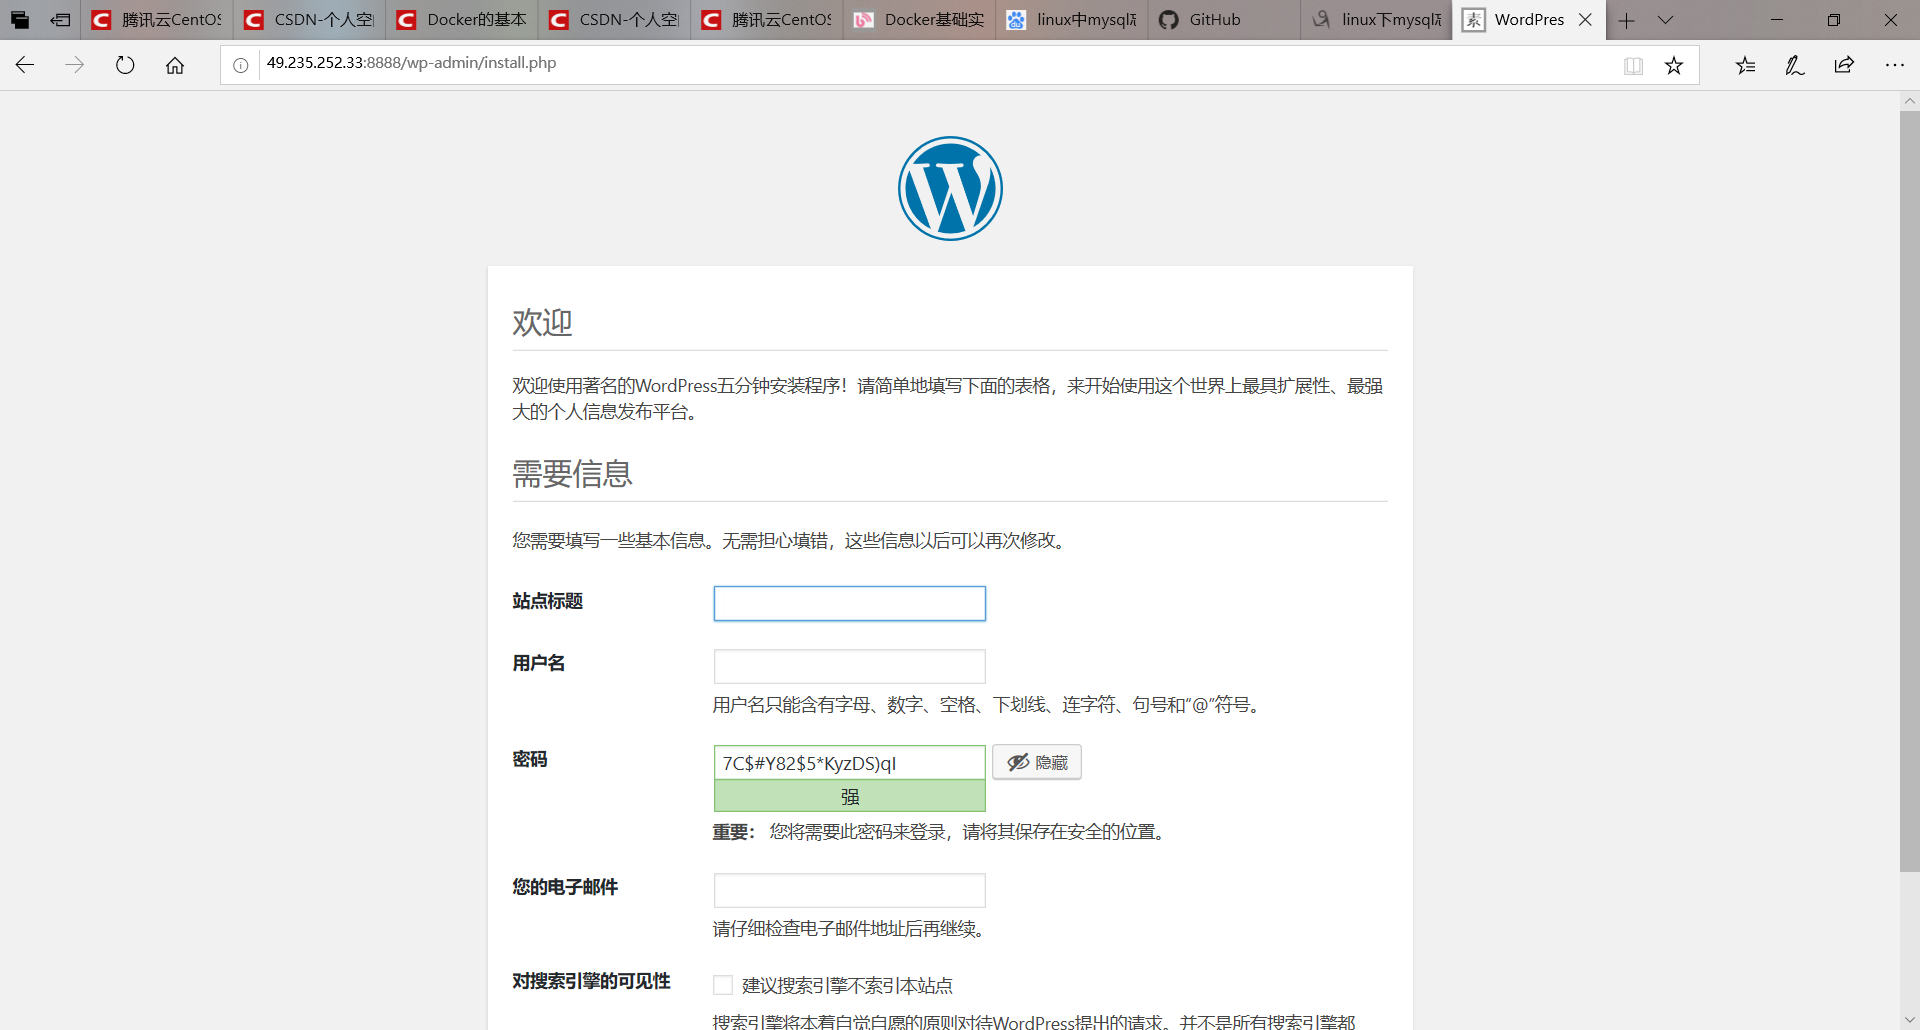 腾讯云CentOS
CSDN-个人空
Docker的基本
CSDN-个人空
腾讯云CentOS
Docker基础实
linux中mysql
GitHub
linux下mysql
WordPres
49.235.252.33:8888/wp-admin/install.php
欢迎
欢迎使用著名的WordPress五分钟安装程序！请简单地填写下面的表格，来开始使用这个世界上最具扩展性、最强
大的个人信息发布平台。
需要信息
您需要填写一些基本信息。无需担心填错，这些信息以后可以再次修改。
站点标题
用户名
用户名只能含有字母、数字、空格、下划线、连字符、句号和“@”符号。
密码
7C$#Y82$5*KyzDS)qI
隐藏
强
重要： 您将需要此密码来登录，请将其保存在安全的位置。
您的电子邮件
请仔细检查电子邮件地址后再继续。
对搜索引擎的可见性
建议搜索引擎不索引本站点
搜索引擎将本着自觉自愿的原则对待WordPress提出的请求。并不是所有搜索引擎都